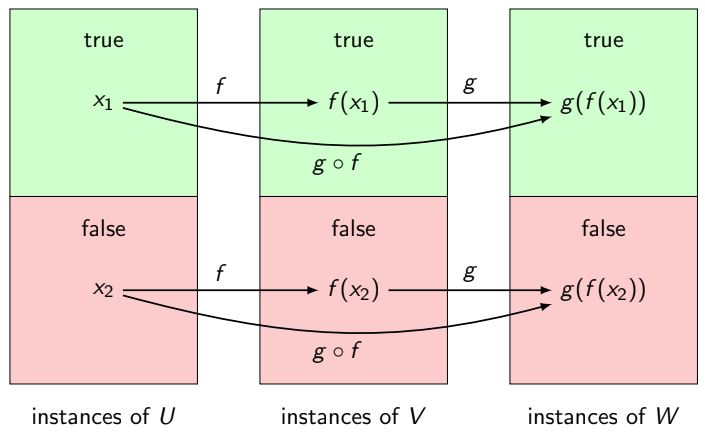 true true true
f g
x₁ f(x₁) g(f(x₁))
g ∘ f
false false false
f g
x₂ f(x₂) g(f(x₂))
g ∘ f
instances of U instances of V instances of W